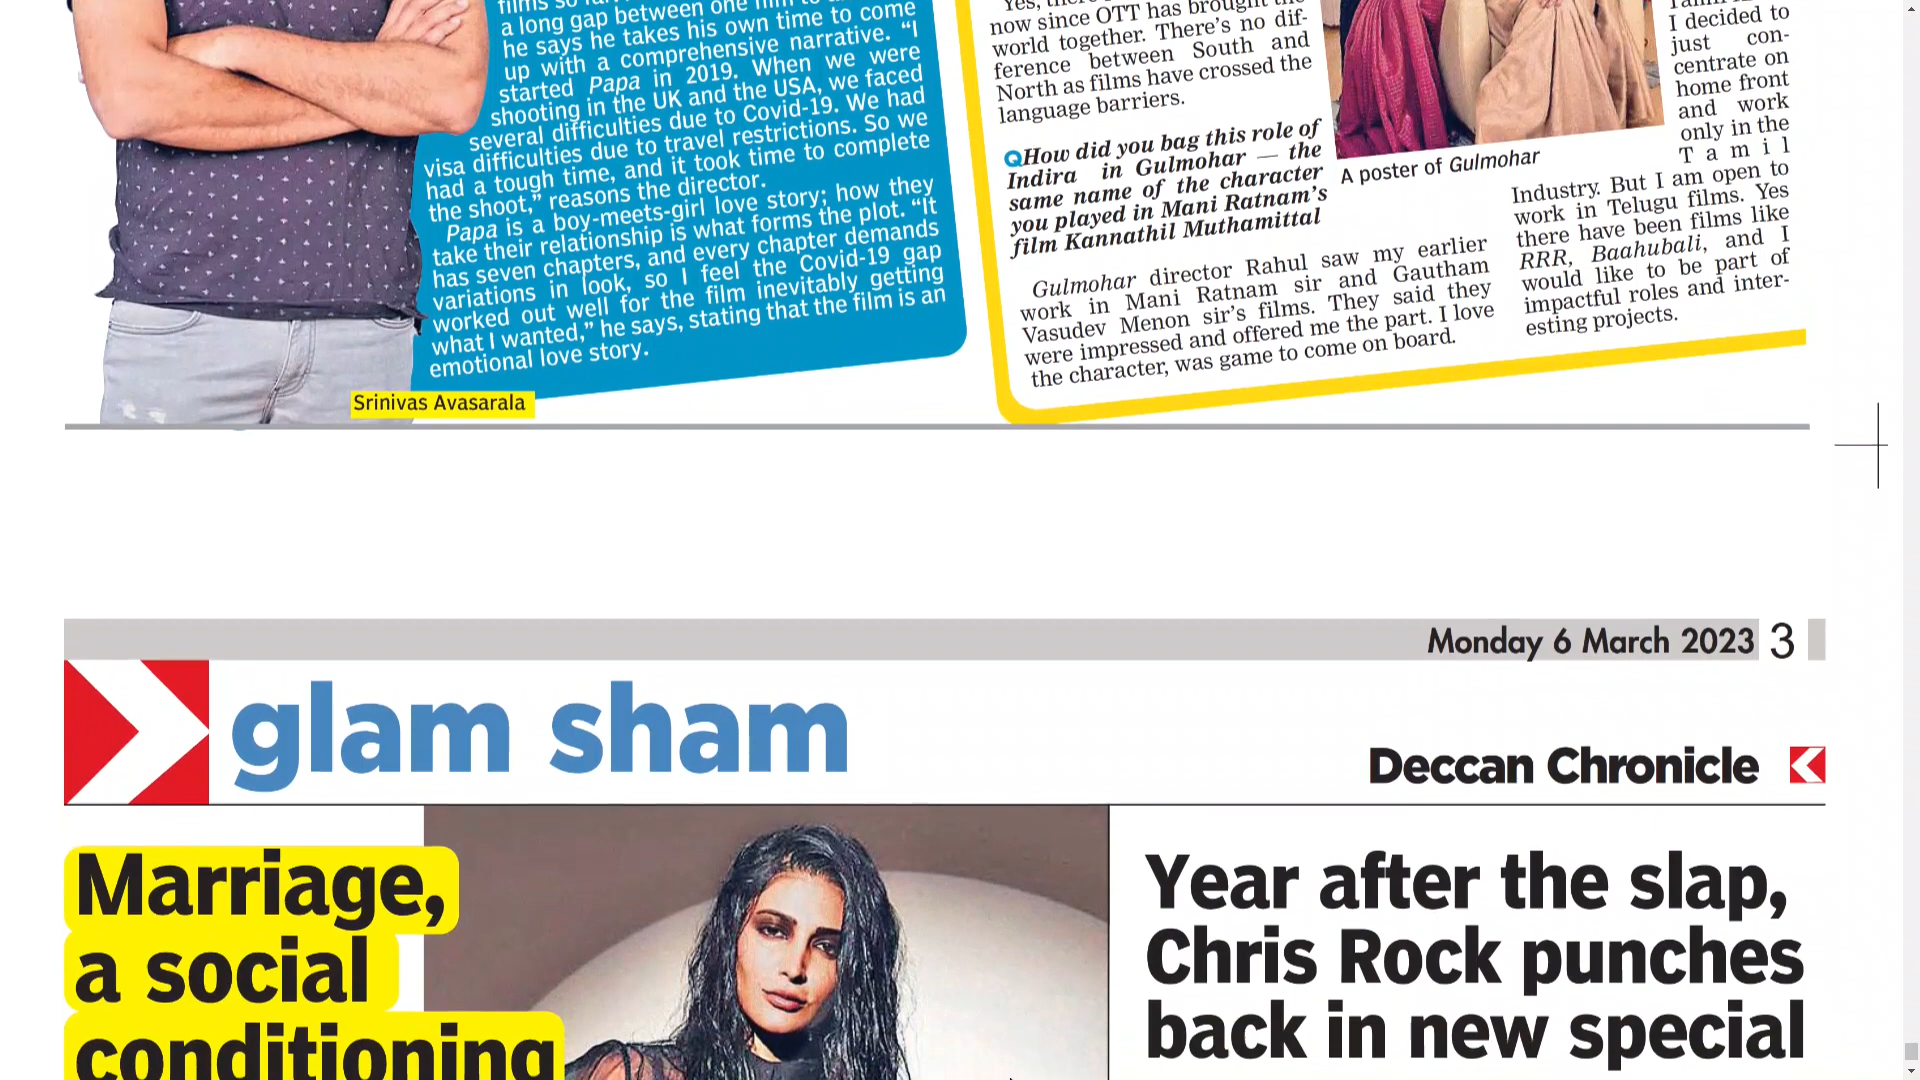 films so
a long gap between one film to
he says he takes his own time to come
up with a comprehensive narrative. “I
started Papa in 2019. When we were
shooting in the UK and the USA, we faced
several difficulties due to Covid-19. We had
visa difficulties due to travel restrictions. So we
had a tough time, and it took time to complete
the shoot,” reasons the director.
Papa is a boy-meets-girl love story; how they
take their relationship is what forms the plot. “It
has seven chapters, and every chapter demands
variations in look, so I feel the Covid-19 gap
worked out well for the film inevitably getting
what I wanted,” he says, stating that the film is an
emotional love story.
Srinivas Avasarala
Yes,
now since OTT has brought the
world together. There’s no dif-
ference between South and
North as films have crossed the
language barriers.
QHow did you bag this role of
Indira in Gulmohar — the
same name of the character
you played in Mani Ratnam’s
film Kannathil Muthamittal
Gulmohar director Rahul saw my earlier
work in Mani Ratnam sir and Gautham
Vasudev Menon sir’s films. They said they
were impressed and offered me the part. I love
the character, was game to come on board.
A poster of Gulmohar
I decided to
just con-
centrate on
home front
and work
only in the
Tamil
Industry. But I am open to
work in Telugu films. Yes
there have been films like
RRR, Baahubali, and I
would like to be part of
impactful roles and inter-
esting projects.
Monday 6 March 2023 3
glam sham
Deccan Chronicle
Marriage,
a social
conditioning
Year after the slap,
Chris Rock punches
back in new special